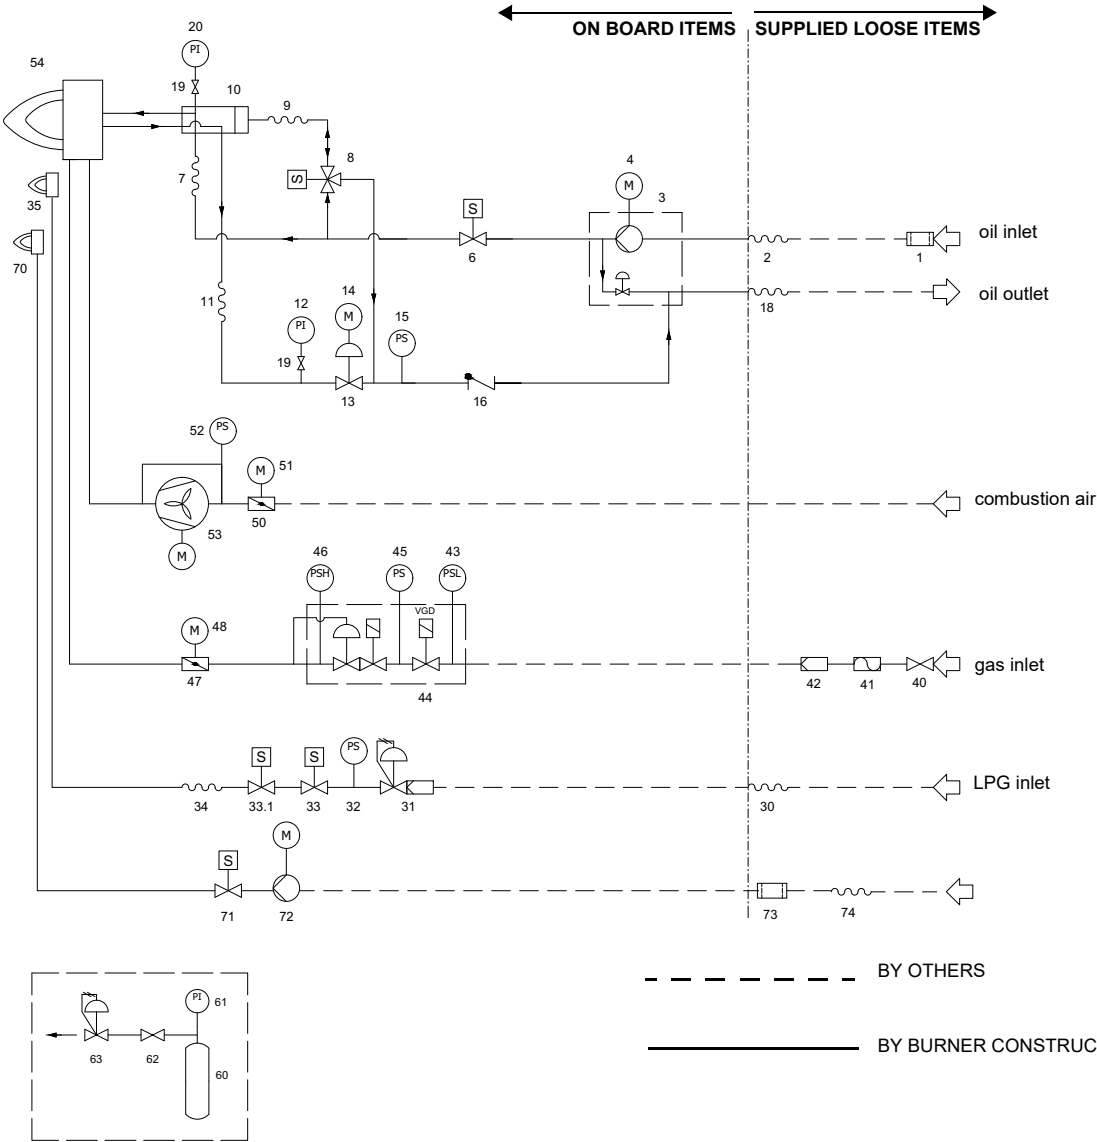 ON BOARD ITEMS SUPPLIED LOOSE ITEMS
20
PI
54
19
10
9
8
S
7
4
M
3
35
S
6
2
1
oil inlet
70
11
12
PI
14
M
15
PS
18
oil outlet
19
13
16
52
PS
M
51
50
53
M
combustion air
46
PSH
45
PS
43
PSL
VGD
M
48
47
44
42
41
40
gas inlet
S
S
PS
34
33.1
33
32
31
30
LPG inlet
M
S
71
72
73
74
PI
61
63
62
60
BY OTHERS
BY BURNER CONSTRUC